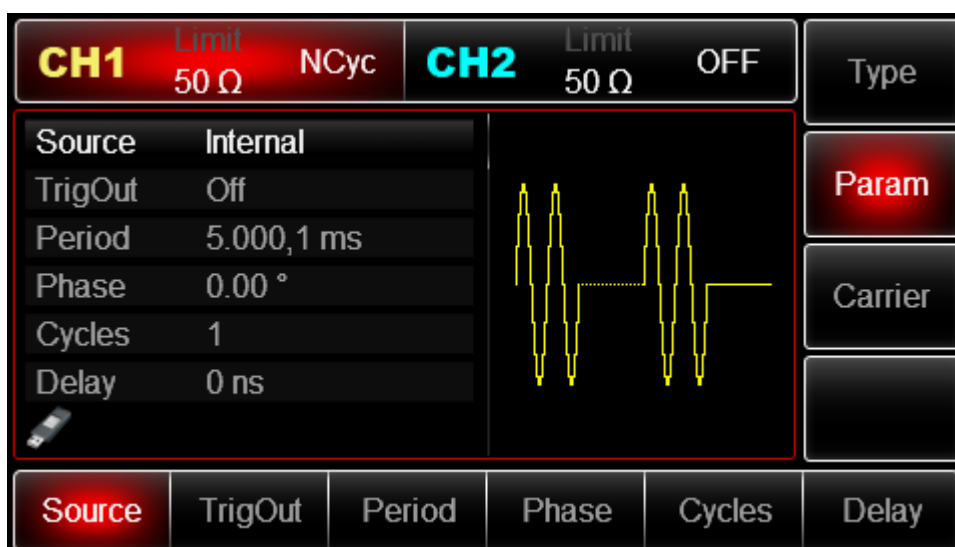 CH1 Limit 50 Ω NCyc CH2 Limit 50 Ω OFF Type
Source Internal
TrigOut Off
Period 5.000,1 ms
Phase 0.00 °
Cycles 1
Delay 0 ns
Param
Carrier
Source TrigOut Period Phase Cycles Delay